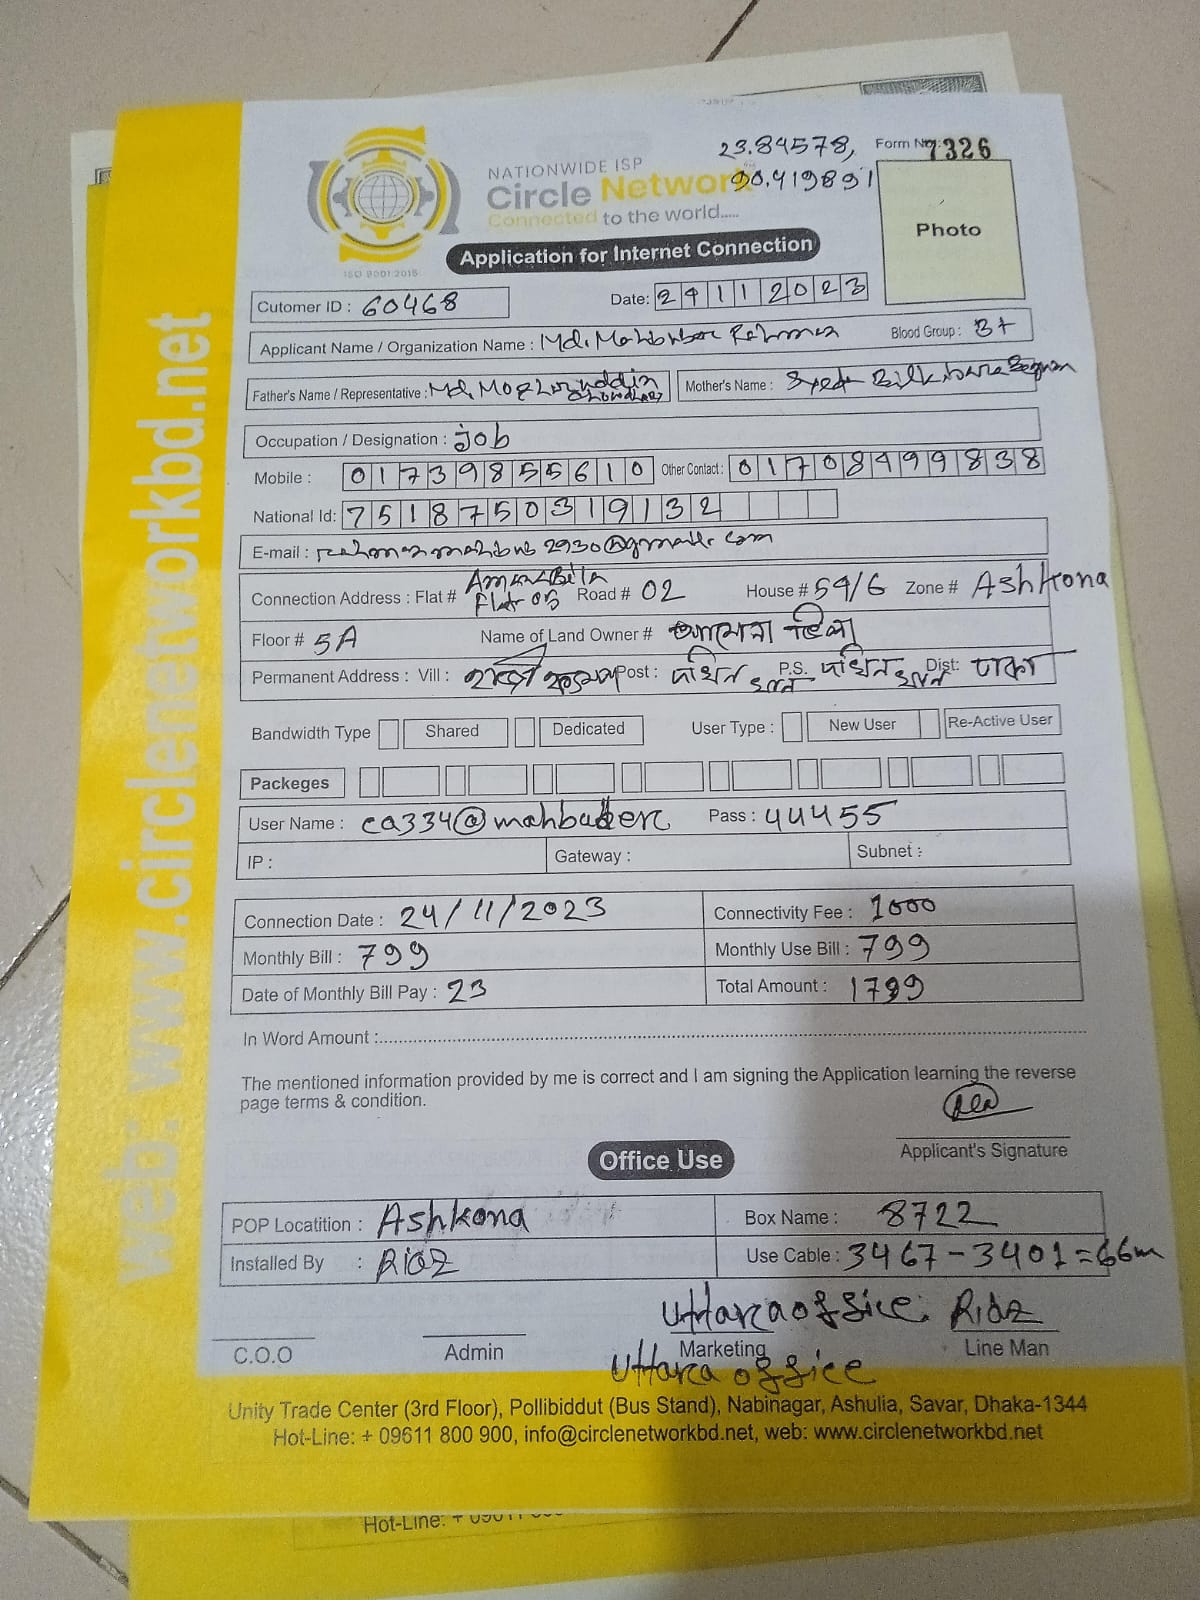 23.84578,
90.419891
Form No: 7326
NATIONWIDE ISP
Circle Network
Connected to the world.....
ISO 9001:2015
Photo
Application for Internet Connection
Cutomer ID : 60468
Date: 24112023
Applicant Name / Organization Name : Md. Mahbubor Rahman
Blood Group : B+
Father's Name / Representative : Md.
Mother's Name : Begum
Occupation / Designation : job
Mobile : 01739855610 Other Contact : 01708499838
National Id: 7518750319132
E-mail :
Connection Address : Flat # Flat 05 Road # 02 House # 54/6 Zone # Ashkona
Floor # 5A Name of Land Owner # আমেনা ভিলা
Permanent Address : Vill : Post : দক্ষিন খান P.S. দক্ষিন খান Dist: ঢাকা
Bandwidth Type Shared Dedicated User Type : New User Re-Active User
Packeges
User Name : Pass : 44455
IP : Gateway : Subnet :
Connection Date : 24/11/2023 Connectivity Fee : 1000
Monthly Bill : 799 Monthly Use Bill : 799
Date of Monthly Bill Pay : 23 Total Amount : 1799
In Word Amount :
The mentioned information provided by me is correct and I am signing the Application learning the reverse
page terms & condition.
Applicant's Signature
Office Use
POP Locatition : Ashkona Box Name : 8722
Installed By : Riaz Use Cable : 3467-3401=66m
Uttara office. Riaz
C.O.O Admin Marketing Line Man
Uttara office
Unity Trade Center (3rd Floor), Pollibiddut (Bus Stand), Nabinagar, Ashulia, Savar, Dhaka-1344
Hot-Line: + 09611 800 900, info@circlenetworkbd.net, web: www.circlenetworkbd.net
web: www.circlenetworkbd.net
Hot-Line: +